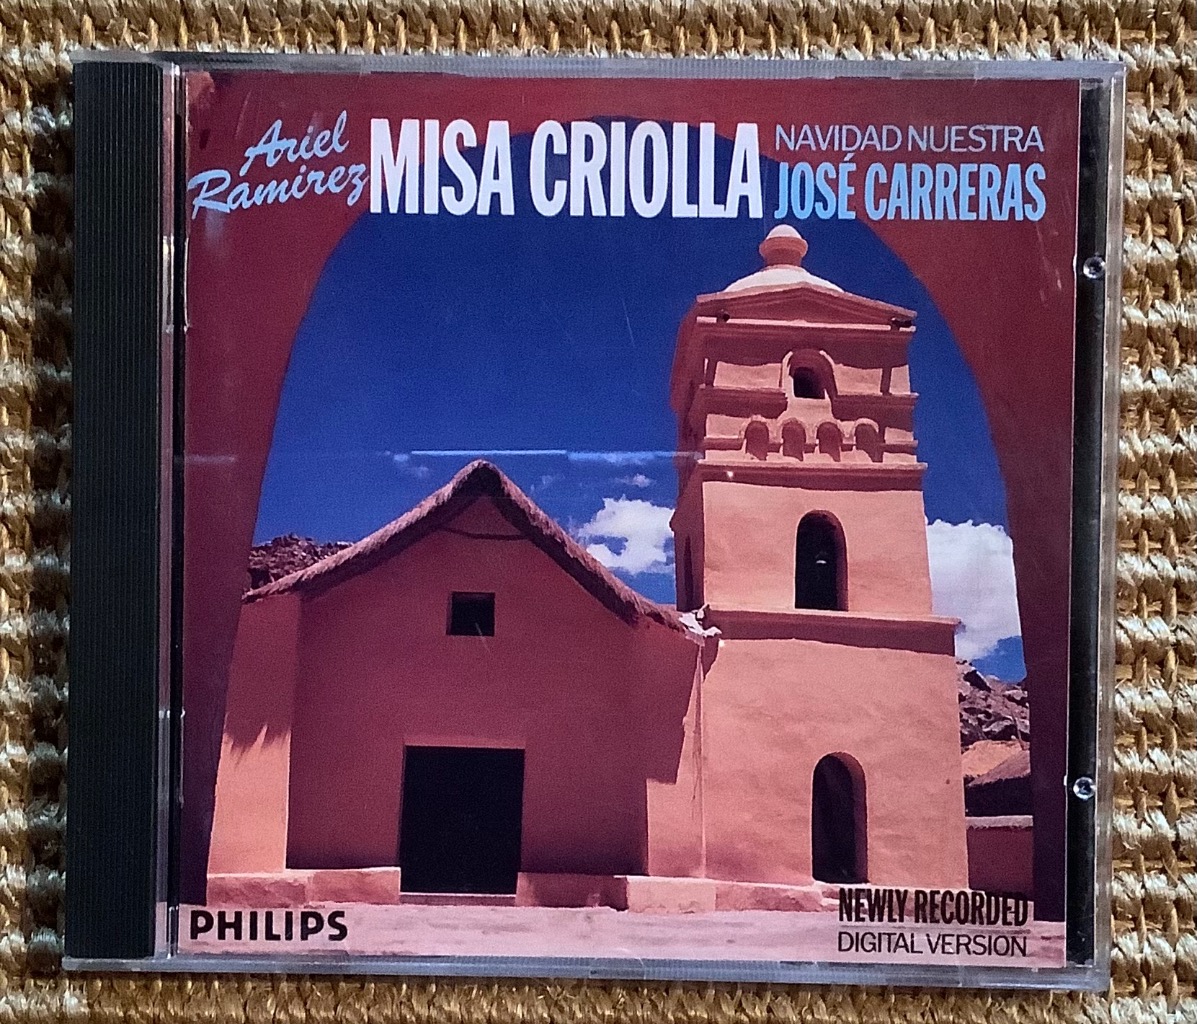 Ariel
Ramirez
MISA CRIOLLA
NAVIDAD NUESTRA
JOSÉ CARRERAS
PHILIPS
NEWLY RECORDED
DIGITAL VERSION